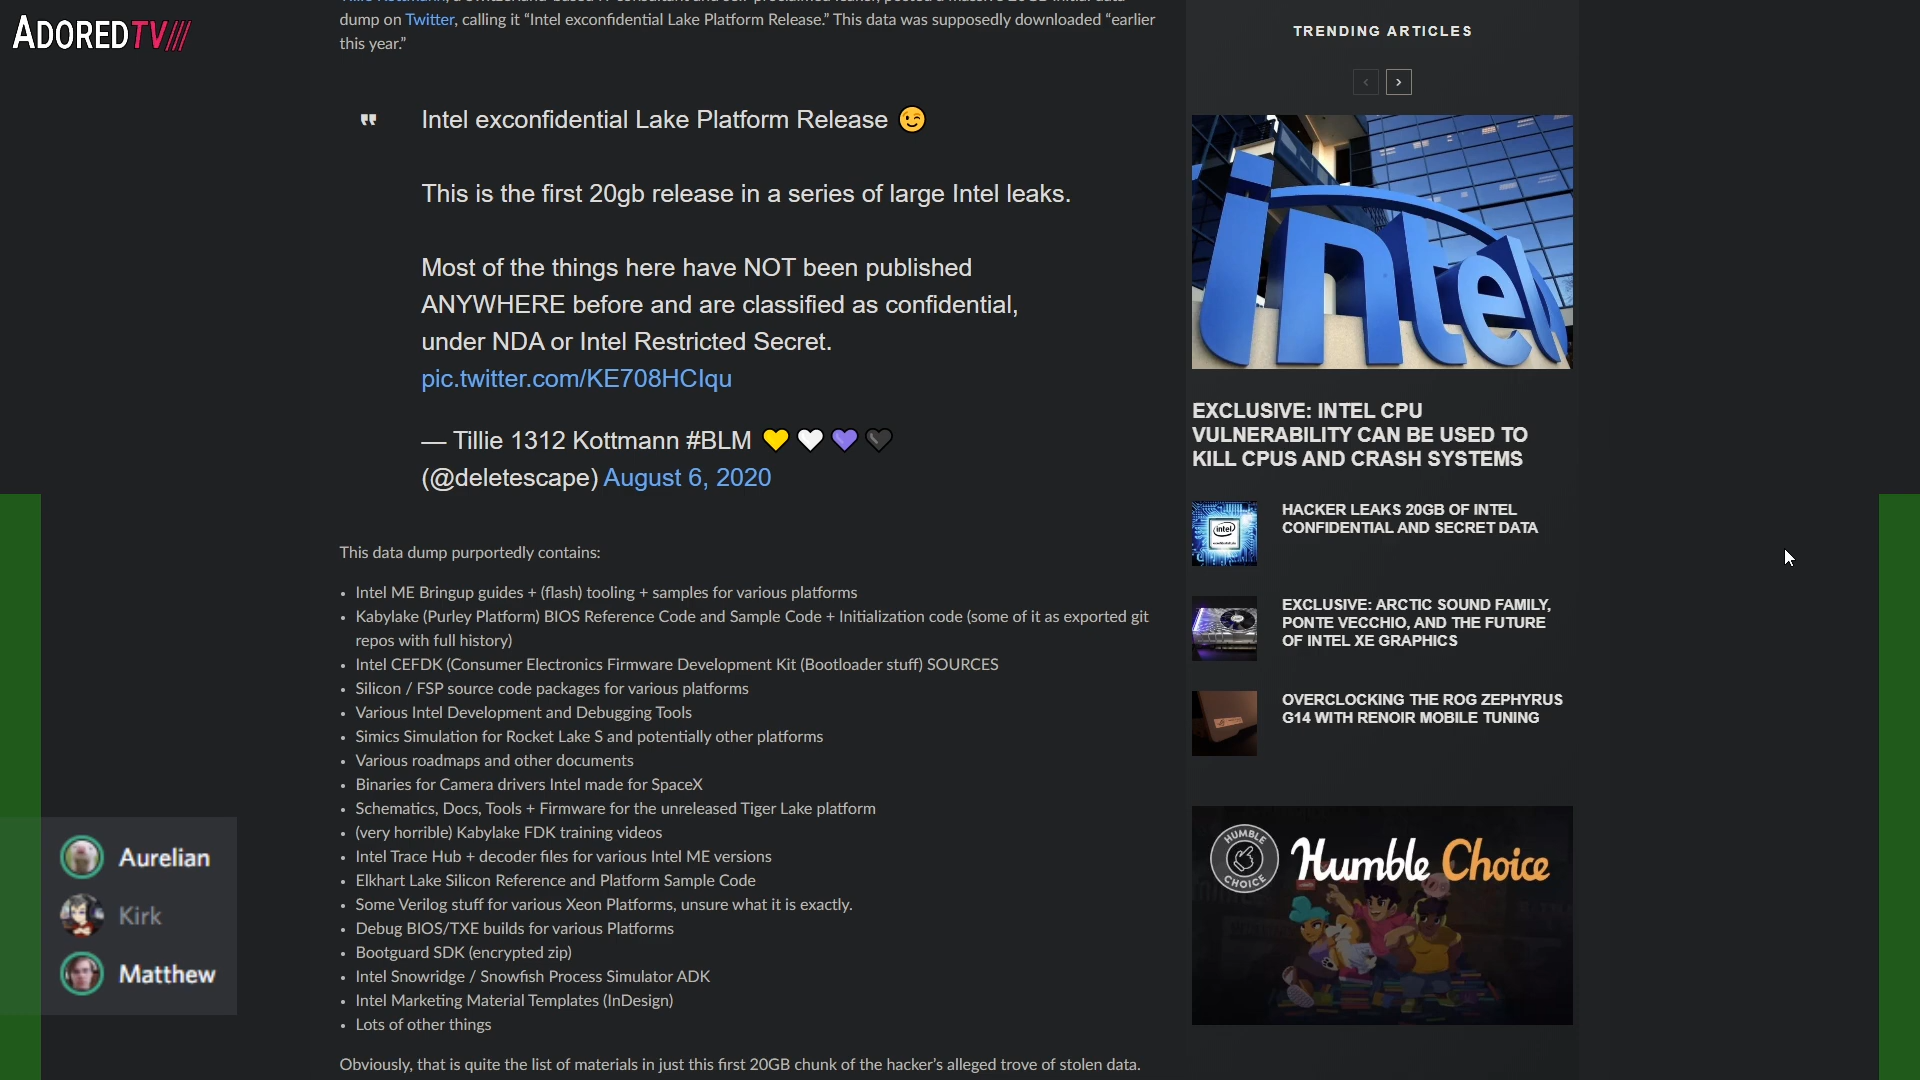 ADOREDTV
dump on Twitter, calling it “Intel exconfidential Lake Platform Release.” This data was supposedly downloaded “earlier
this year.”
Intel exconfidential Lake Platform Release 😉
This is the first 20gb release in a series of large Intel leaks.
Most of the things here have NOT been published
ANYWHERE before and are classified as confidential,
under NDA or Intel Restricted Secret.
pic.twitter.com/KE708HCIqu
— Tillie 1312 Kottmann #BLM 💛🤍💜🖤
(@deletescape) August 6, 2020
This data dump purportedly contains:
• Intel ME Bringup guides + (flash) tooling + samples for various platforms
• Kabylake (Purley Platform) BIOS Reference Code and Sample Code + Initialization code (some of it as exported git
repos with full history)
• Intel CEFDK (Consumer Electronics Firmware Development Kit (Bootloader stuff) SOURCES
• Silicon / FSP source code packages for various platforms
• Various Intel Development and Debugging Tools
• Simics Simulation for Rocket Lake S and potentially other platforms
• Various roadmaps and other documents
• Binaries for Camera drivers Intel made for SpaceX
• Schematics, Docs, Tools + Firmware for the unreleased Tiger Lake platform
• (very horrible) Kabylake FDK training videos
• Intel Trace Hub + decoder files for various Intel ME versions
• Elkhart Lake Silicon Reference and Platform Sample Code
• Some Verilog stuff for various Xeon Platforms, unsure what it is exactly.
• Debug BIOS/TXE builds for various Platforms
• Bootguard SDK (encrypted zip)
• Intel Snowridge / Snowfish Process Simulator ADK
• Intel Marketing Material Templates (InDesign)
• Lots of other things
Obviously, that is quite the list of materials in just this first 20GB chunk of the hacker’s alleged trove of stolen data.
TRENDING ARTICLES
intel
EXCLUSIVE: INTEL CPU
VULNERABILITY CAN BE USED TO
KILL CPUS AND CRASH SYSTEMS
intel
HACKER LEAKS 20GB OF INTEL
CONFIDENTIAL AND SECRET DATA
EXCLUSIVE: ARCTIC SOUND FAMILY,
PONTE VECCHIO, AND THE FUTURE
OF INTEL XE GRAPHICS
OVERCLOCKING THE ROG ZEPHYRUS
G14 WITH RENOIR MOBILE TUNING
HUMBLE
CHOICE
Humble Choice
Aurelian
Kirk
Matthew